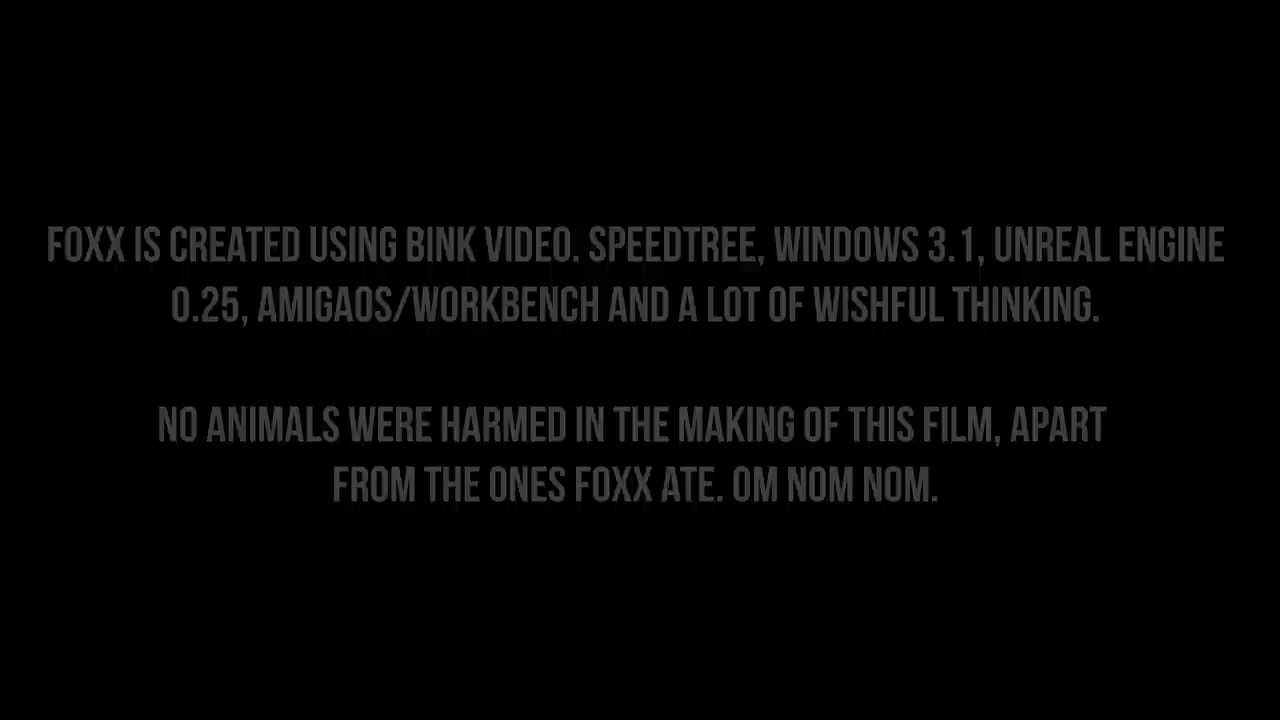 FOXX IS CREATED USING BINK VIDEO. SPEEDTREE, WINDOWS 3.1, UNREAL ENGINE
0.25, AMIGAOS/WORKBENCH AND A LOT OF WISHFUL THINKING.
NO ANIMALS WERE HARMED IN THE MAKING OF THIS FILM, APART
FROM THE ONES FOXX ATE. OM NOM NOM.